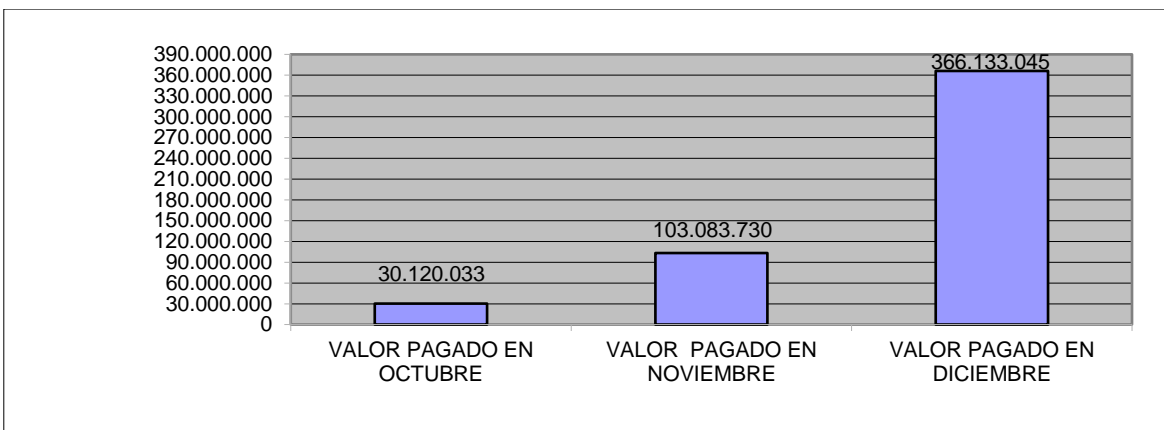 390.000.000
360.000.000
330.000.000
300.000.000
270.000.000
240.000.000
210.000.000
180.000.000
150.000.000
120.000.000
90.000.000
60.000.000
30.000.000
0
30.120.033
103.083.730
366.133.045
VALOR PAGADO EN
OCTUBRE
VALOR PAGADO EN
NOVIEMBRE
VALOR PAGADO EN
DICIEMBRE